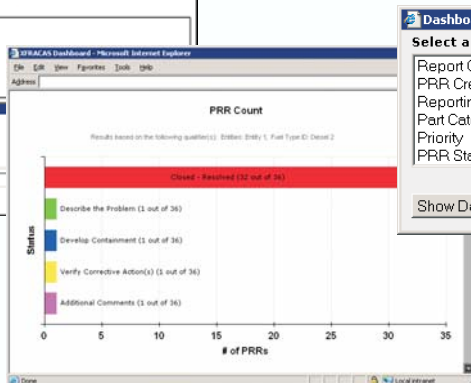 XFRACAS Dashboard - Microsoft Internet Explorer
File Edit View Favorites Tools Help
Address
PRR Count
Results based on the following qualifier(s): Entities: Entity 1, Fuel Type ID: Diesel 2
Closed - Resolved (32 out of 36)
Describe the Problem (1 out of 36)
Develop Containment (1 out of 36)
Verify Corrective Action(s) (1 out of 36)
Additional Comments (1 out of 36)
Status
0 5 10 15 20 25 30 35
# of PRRs
Done Local intranet
Dashbo
Select a
Report C
PRR Cre
Reportin
Part Cat
Priority
PRR Sta
Show Da